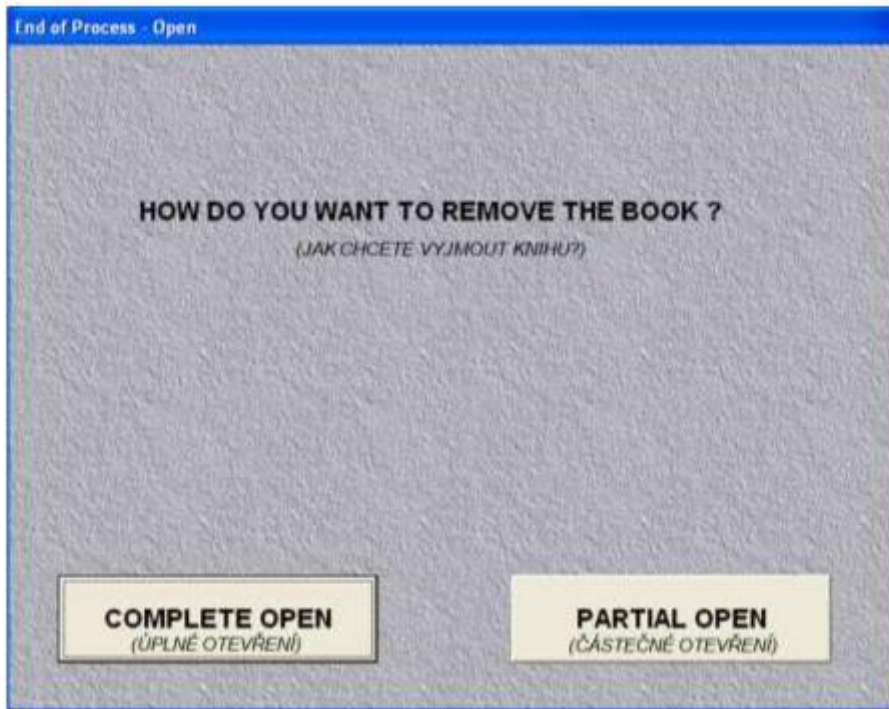 End of Process - Open
HOW DO YOU WANT TO REMOVE THE BOOK ?
(JAK CHCETE VYJMOUT KNIHU?)
COMPLETE OPEN
(ÚPLNÉ OTEVŘENÍ)
PARTIAL OPEN
(ČÁSTEČNÉ OTEVŘENÍ)